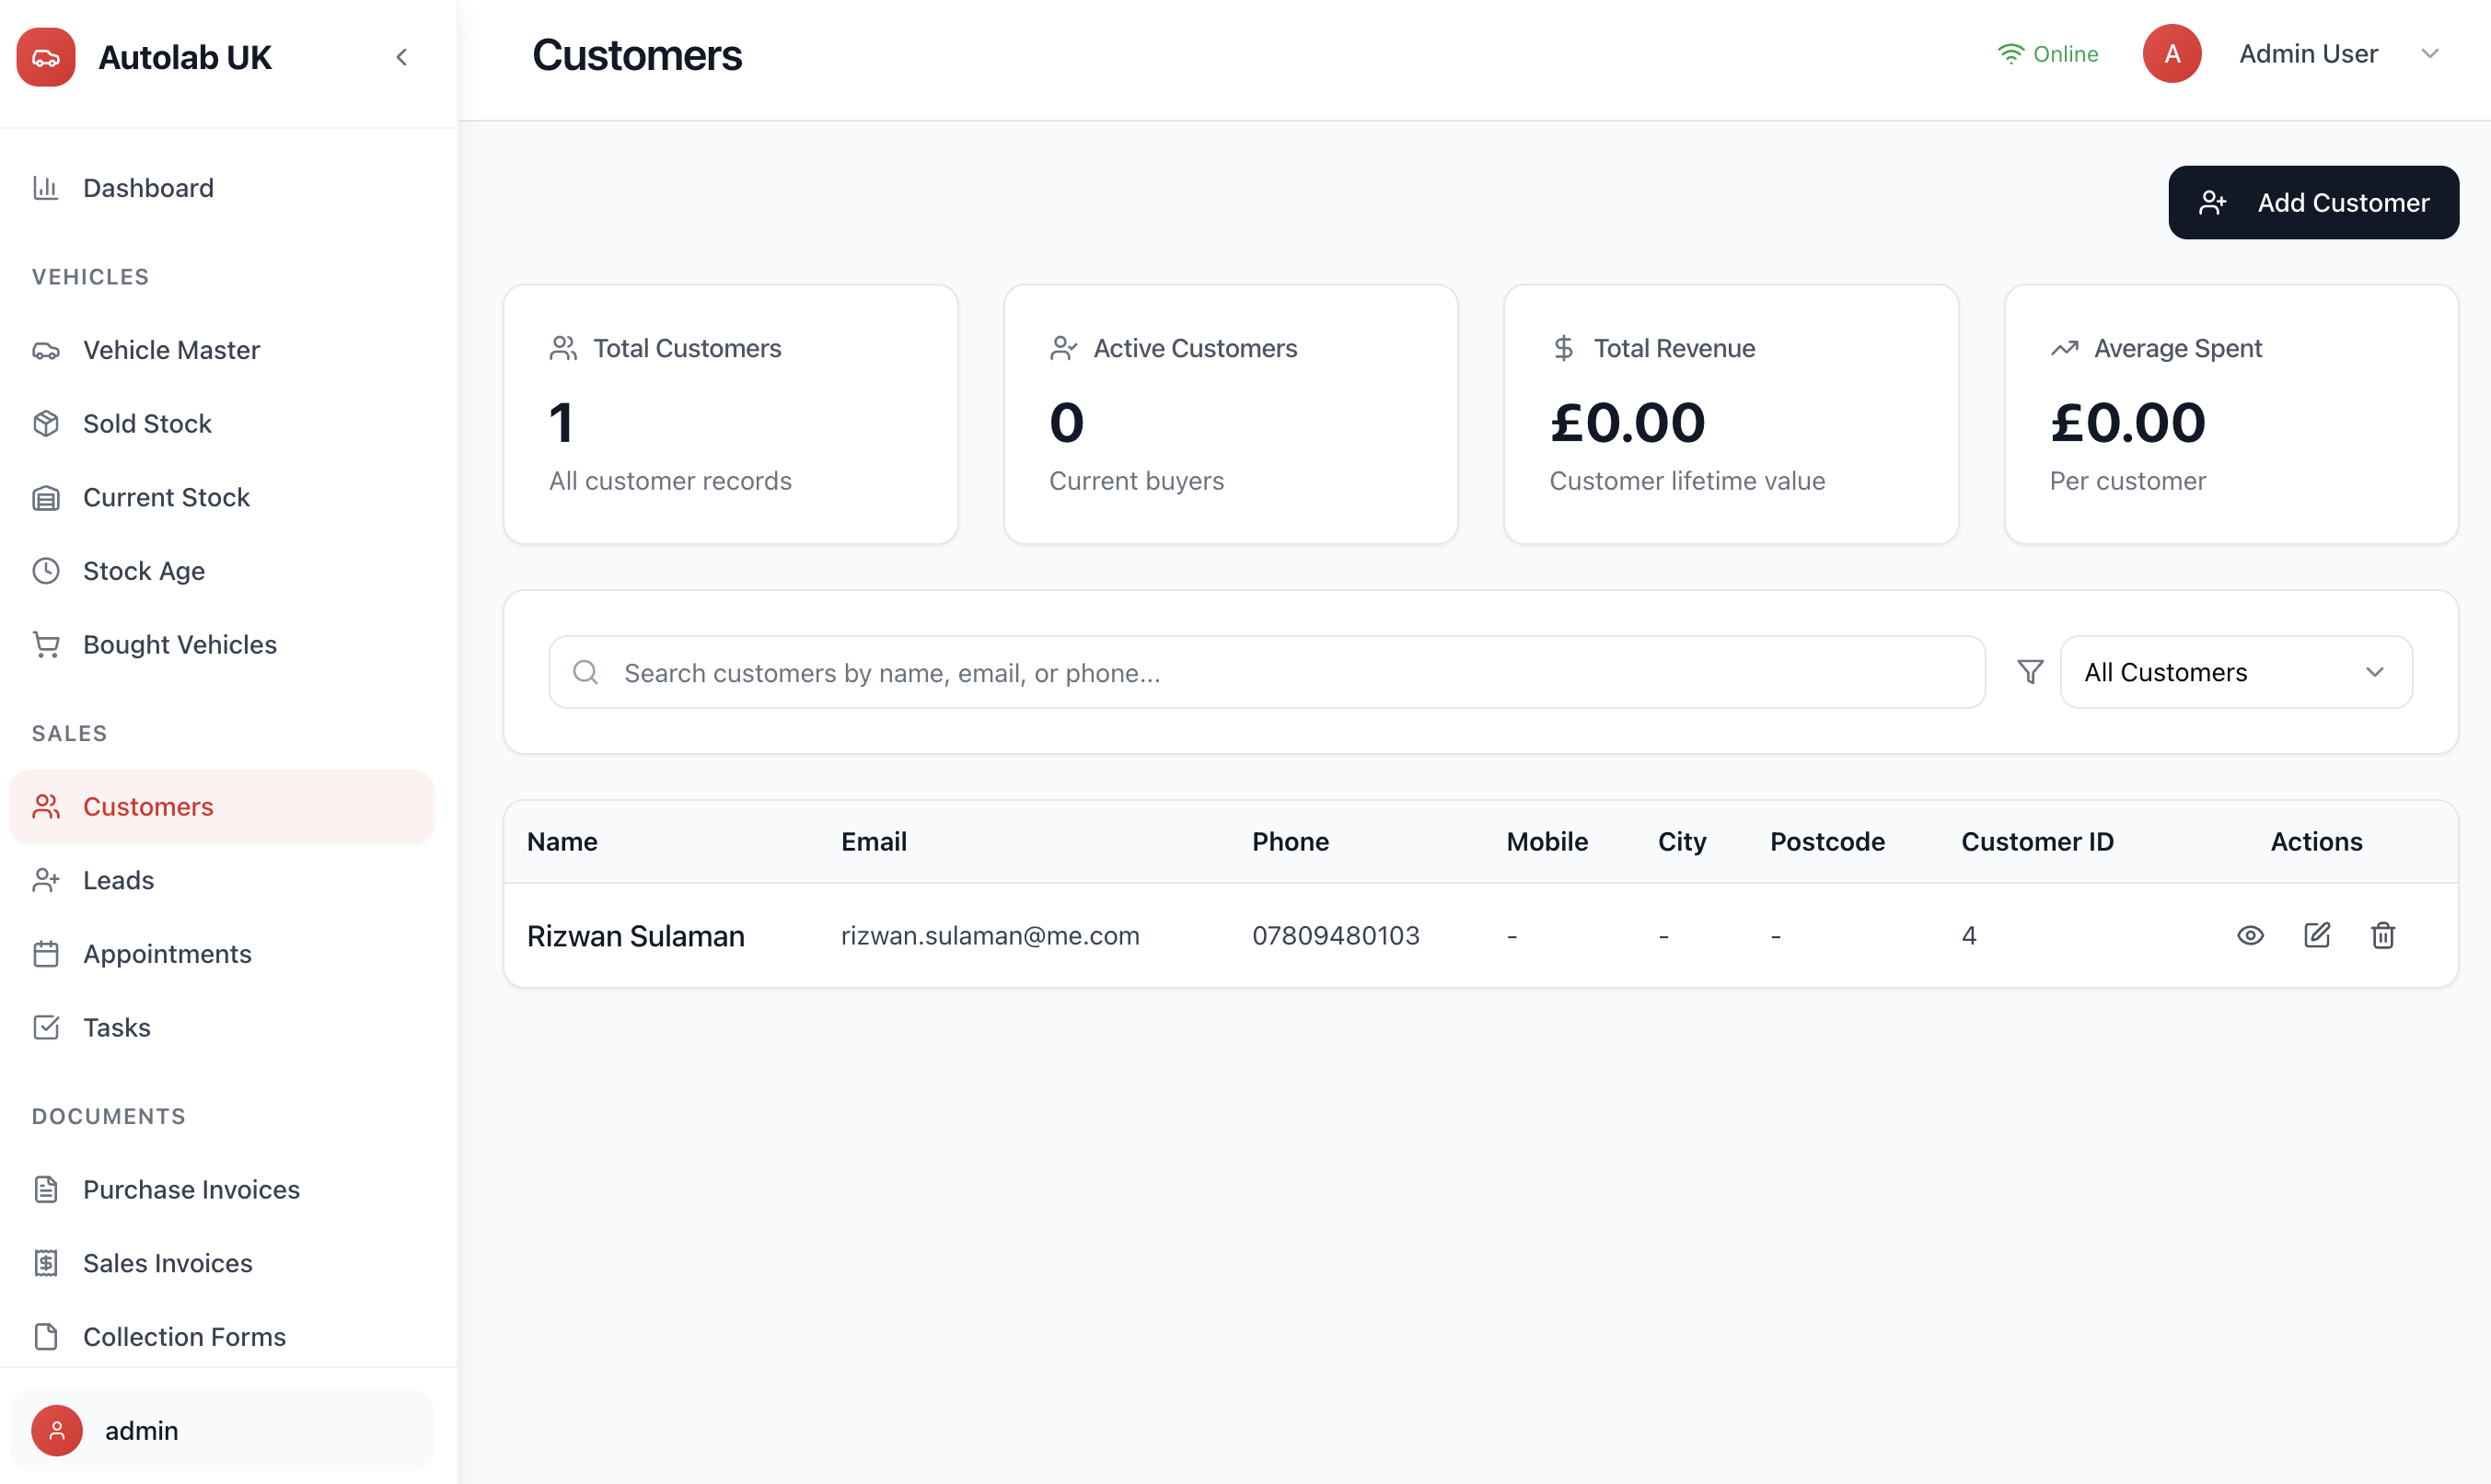 Autolab UK
Dashboard
VEHICLES
Vehicle Master
Sold Stock
Current Stock
Stock Age
Bought Vehicles
SALES
Customers
Leads
Appointments
Tasks
DOCUMENTS
Purchase Invoices
Sales Invoices
Collection Forms
admin
Customers
Online
A
Admin User
Add Customer
Total Customers
1
All customer records
Active Customers
0
Current buyers
$ Total Revenue
£0.00
Customer lifetime value
Average Spent
£0.00
Per customer
Search customers by name, email, or phone...
All Customers
Name Email Phone Mobile City Postcode Customer ID Actions
Rizwan Sulaman rizwan.sulaman@me.com 07809480103 - - - 4